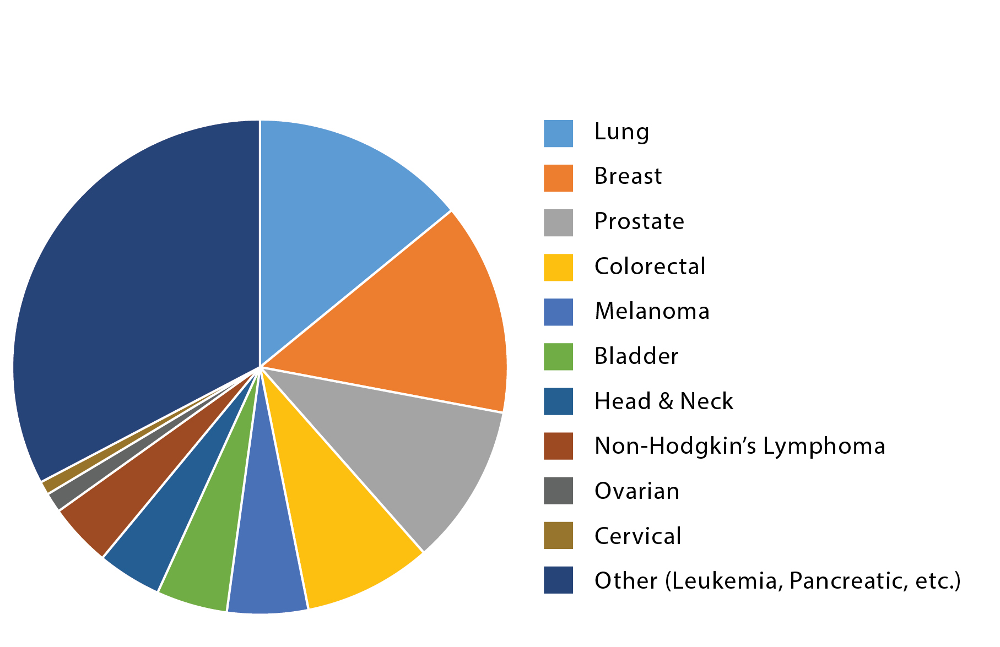 Lung
Breast
Prostate
Colorectal
Melanoma
Bladder
Head & Neck
Non-Hodgkin’s Lymphoma
Ovarian
Cervical
Other (Leukemia, Pancreatic, etc.)